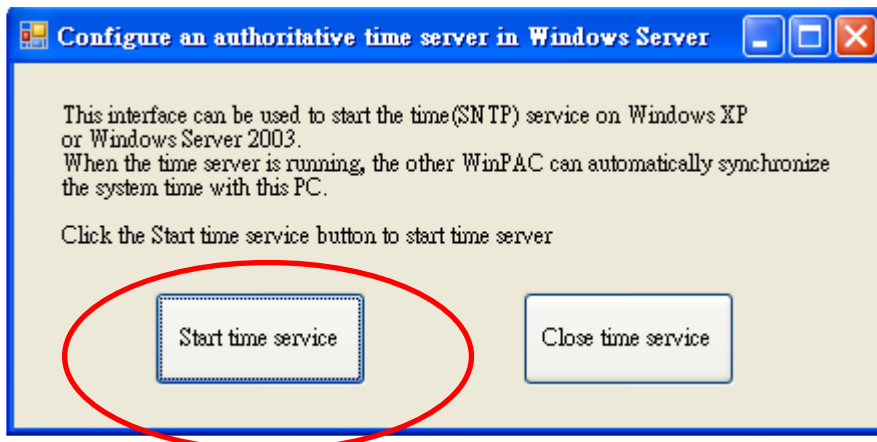 Configure an authoritative time server in Windows Server
This interface can be used to start the time(SNTP) service on Windows XP
or Windows Server 2003.
When the time server is running, the other WinPAC can automatically synchronize
the system time with this PC.
Click the Start time service button to start time server
Start time service
Close time service